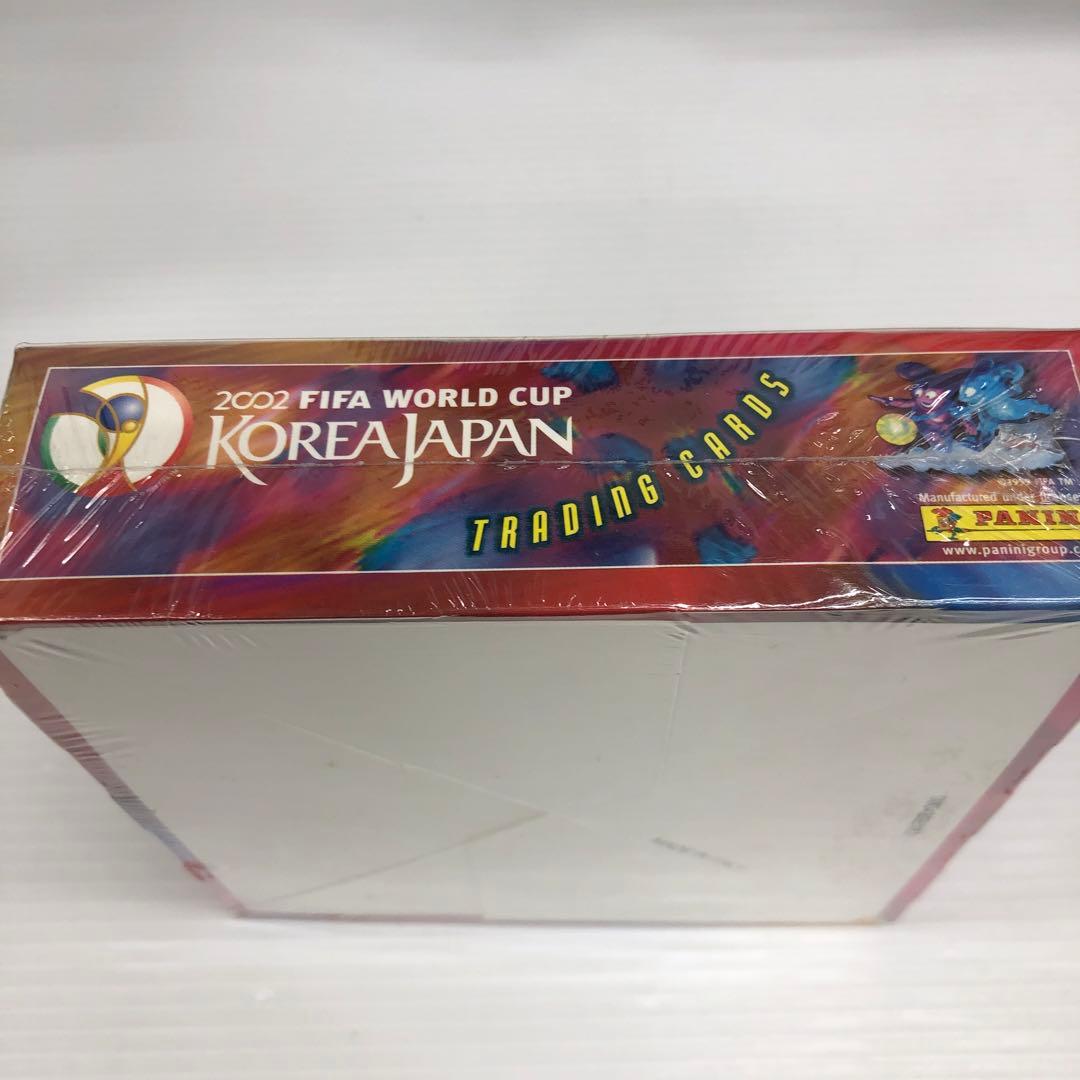 2002 FIFA WORLD CUP
KOREA JAPAN
TRADING CARDS
Manufactured under
PANINI
www.paninigroup.c